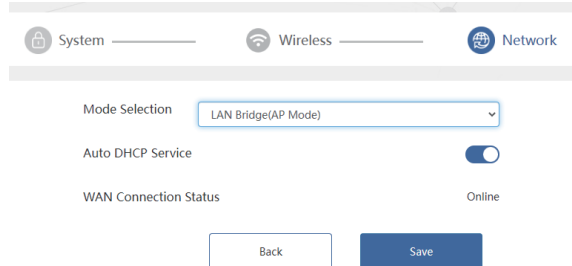 System
Wireless
Network
Mode Selection
LAN Bridge(AP Mode)
Auto DHCP Service
WAN Connection Status
Online
Back
Save